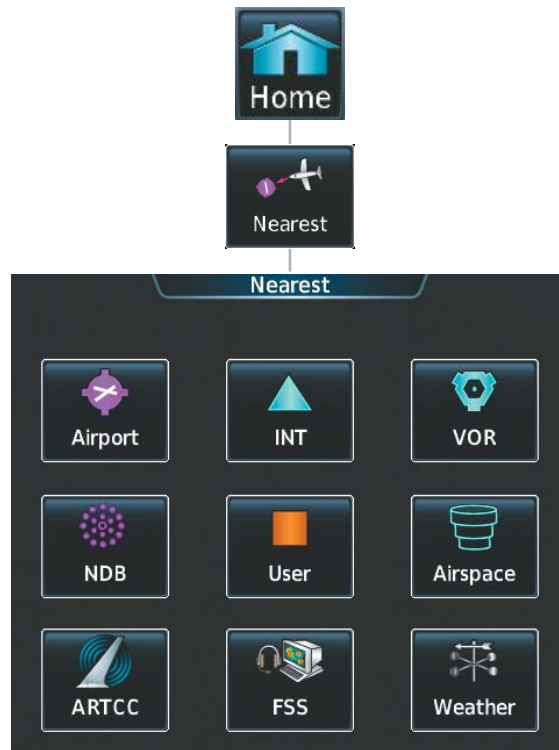 Home
Nearest
Nearest
Airport
INT
VOR
NDB
User
Airspace
ARTCC
FSS
Weather